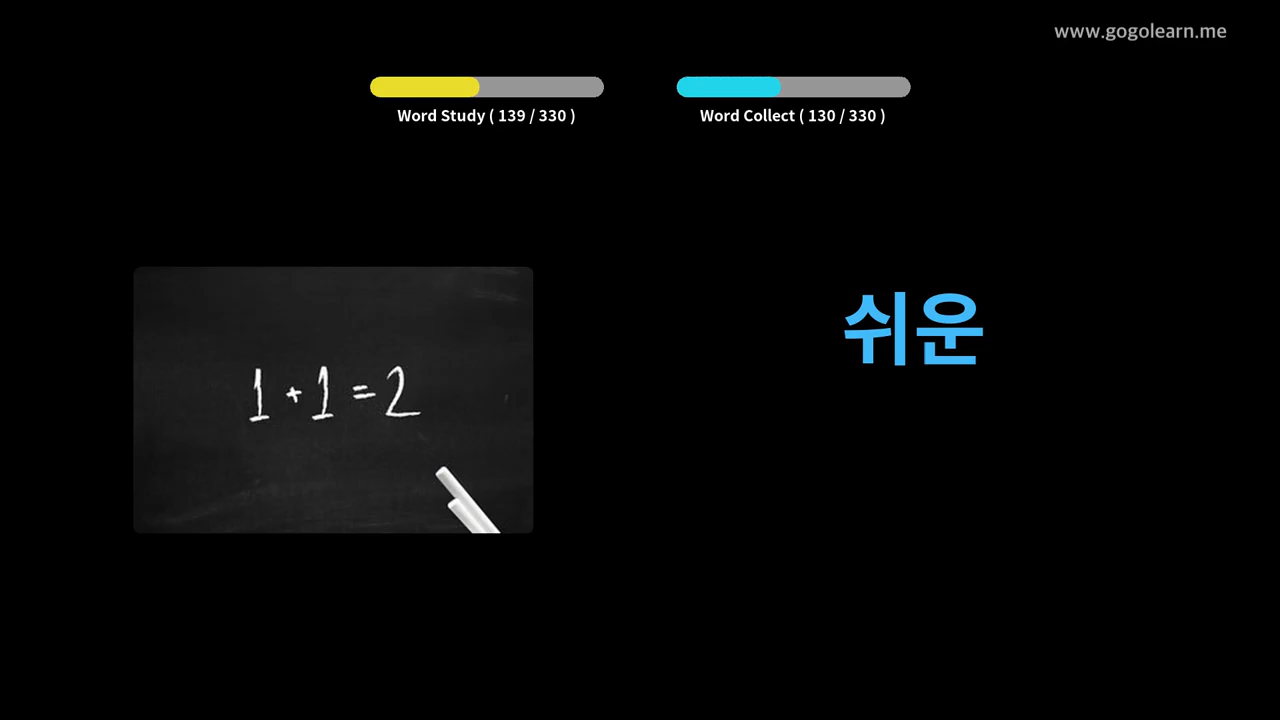 www.gogolearn.me
Word Study ( 139 / 330 )
Word Collect ( 130 / 330 )
1 + 1 = 2
쉬운